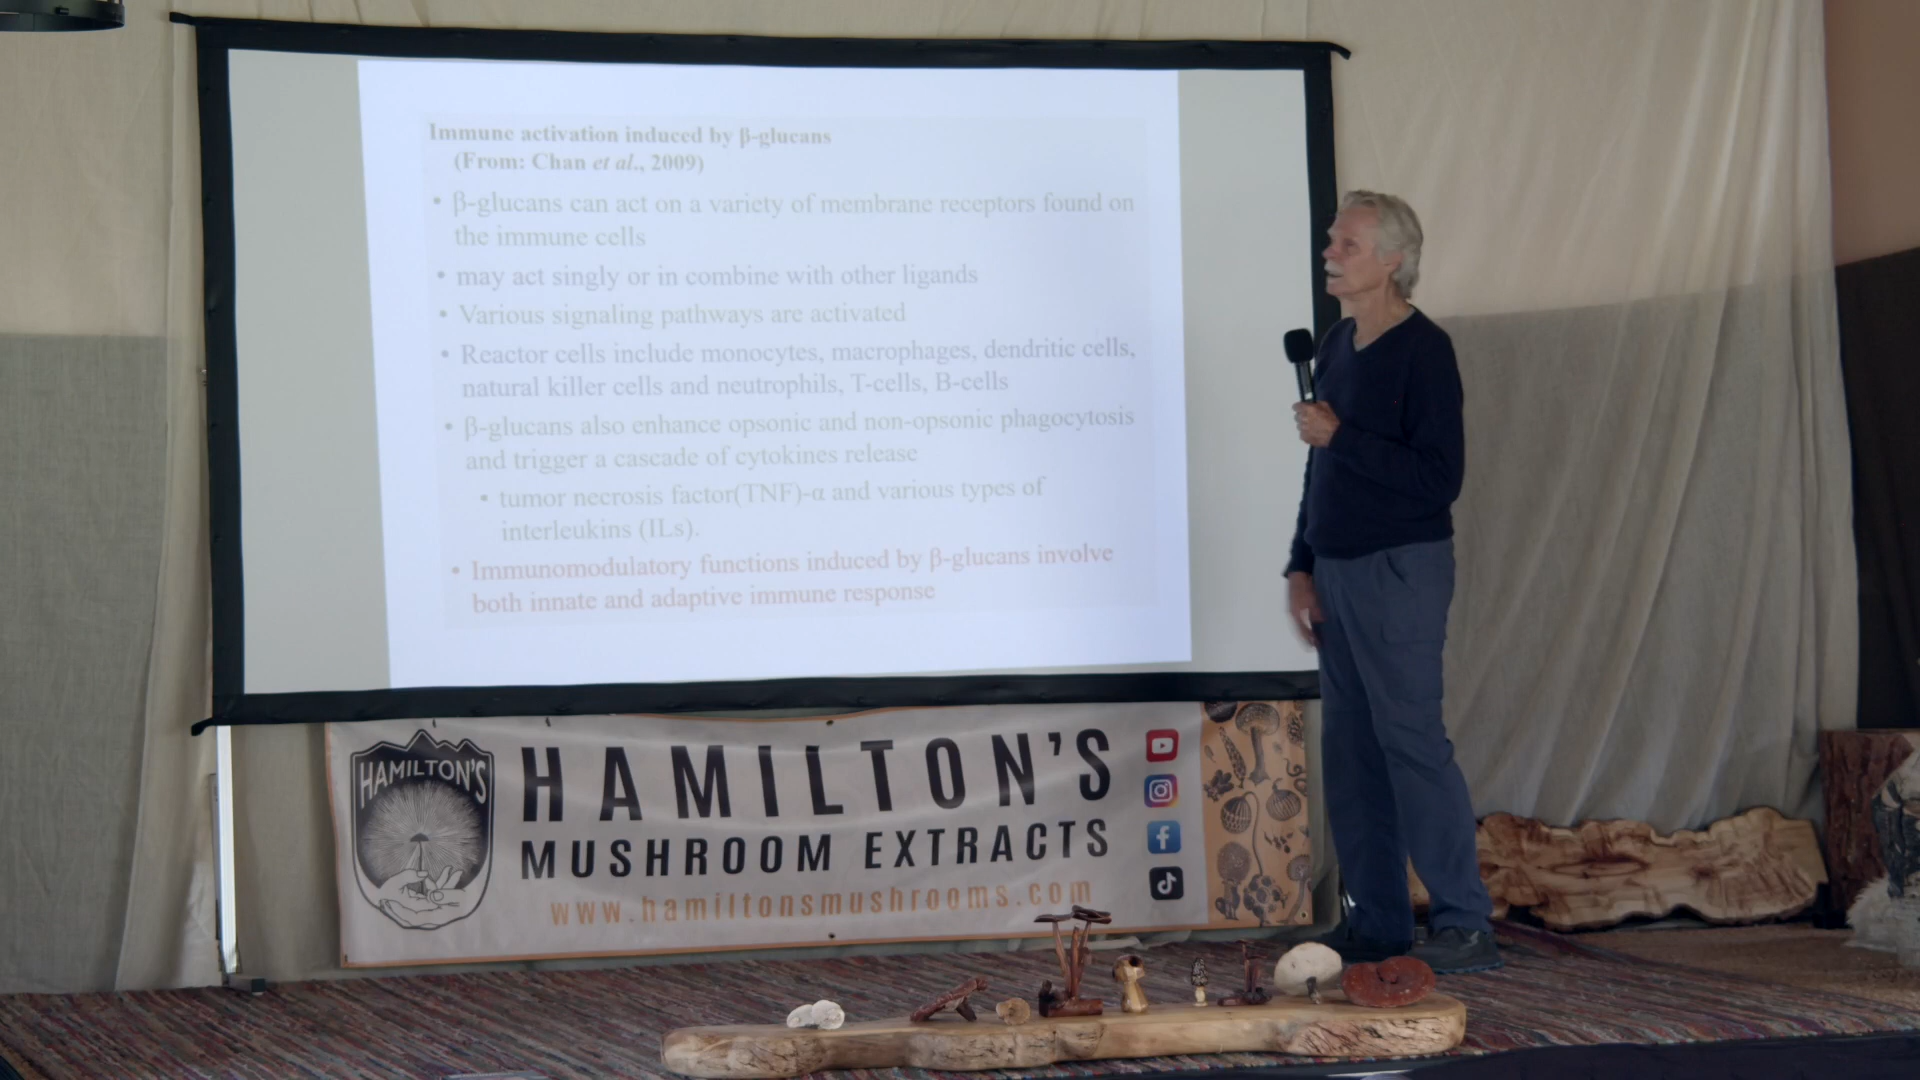 Immune activation induced by β-glucans
(From: Chan et al., 2009)
• β-glucans can act on a variety of membrane receptors found on
the immune cells
• may act singly or in combine with other ligands
• Various signaling pathways are activated
• Reactor cells include monocytes, macrophages, dendritic cells,
natural killer cells and neutrophils, T-cells, B-cells
• β-glucans also enhance opsonic and non-opsonic phagocytosis
and trigger a cascade of cytokines release
• tumor necrosis factor(TNF)-α and various types of
interleukins (ILs).
• Immunomodulatory functions induced by β-glucans involve
both innate and adaptive immune response
HAMILTON'S
HAMILTON'S
MUSHROOM EXTRACTS
www.hamiltonsmushrooms.com